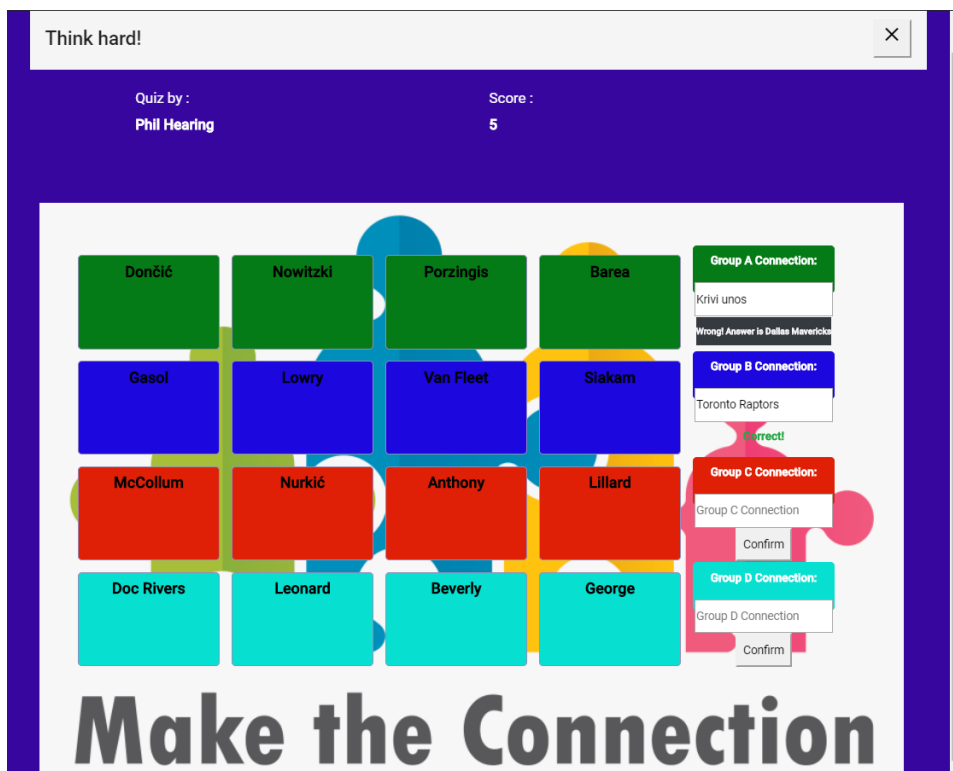 Think hard!
Quiz by :
Score :
Phil Hearing
5
Dončić
Nowitzki
Porzingis
Barea
Group A Connection:
Krivi unos
Wrong! Answer is Dallas Mavericks
Gasol
Lowry
Van Fleet
Siakam
Group B Connection:
Toronto Raptors
Correct!
McCollum
Nurkić
Anthony
Lillard
Group C Connection:
Group C Connection
Confirm
Doc Rivers
Leonard
Beverly
George
Group D Connection:
Group D Connection
Confirm
Make the Connection